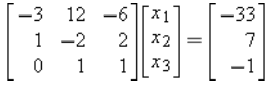 [ -3 12 -6 ] [ x₁ ] [ -33 ]
[ 1 -2 2 ] [ x₂ ] = [ 7 ]
[ 0 1 1 ] [ x₃ ] [ -1 ]